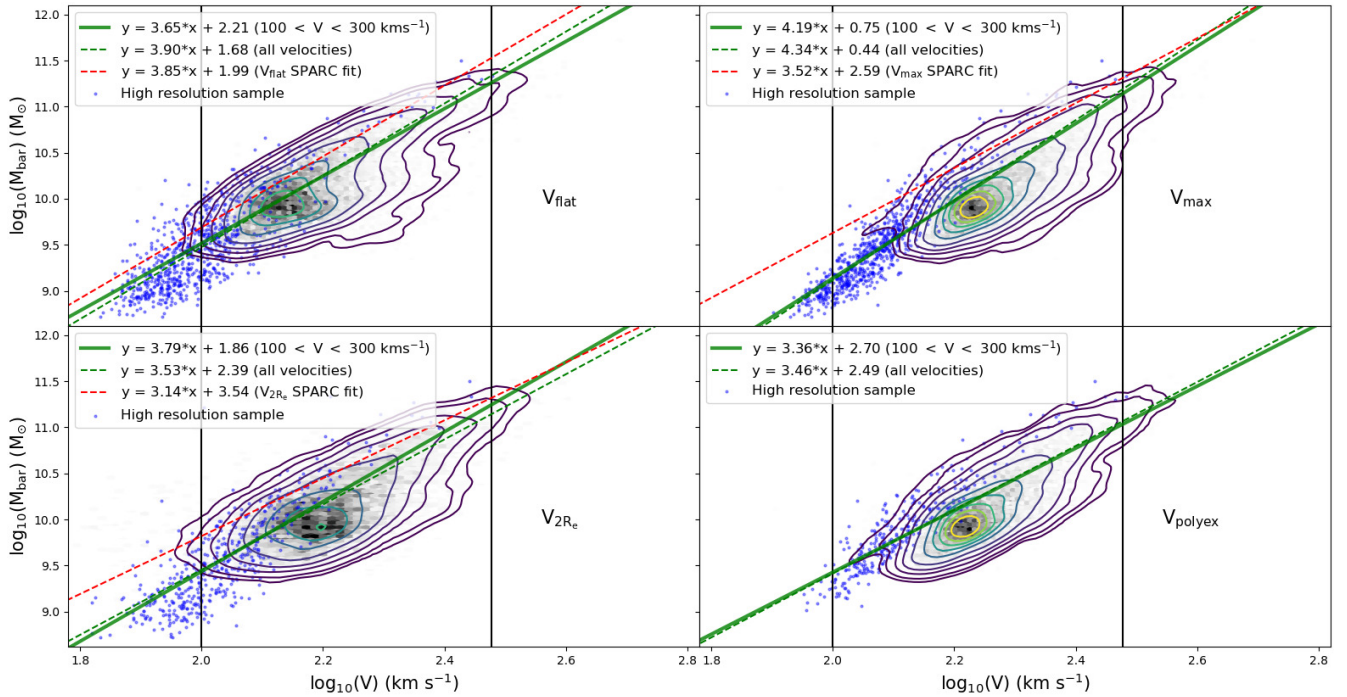 y = 3.65*x + 2.21 (100 < V < 300 kms⁻¹)
y = 3.90*x + 1.68 (all velocities)
y = 3.85*x + 1.99 (V_flat SPARC fit)
High resolution sample
V_flat
12.0
11.5
11.0
10.5
10.0
9.5
9.0
log₁₀(M_bar) (M_⊙)
y = 4.19*x + 0.75 (100 < V < 300 kms⁻¹)
y = 4.34*x + 0.44 (all velocities)
y = 3.52*x + 2.59 (V_max SPARC fit)
High resolution sample
V_max
y = 3.79*x + 1.86 (100 < V < 300 kms⁻¹)
y = 3.53*x + 2.39 (all velocities)
y = 3.14*x + 3.54 (V_2Rₑ SPARC fit)
High resolution sample
V_2Rₑ
12.0
11.5
11.0
10.5
10.0
9.5
9.0
log₁₀(M_bar) (M_⊙)
1.8 2.0 2.2 2.4 2.6 2.8
log₁₀(V) (km s⁻¹)
y = 3.36*x + 2.70 (100 < V < 300 kms⁻¹)
y = 3.46*x + 2.49 (all velocities)
High resolution sample
V_polyex
1.8 2.0 2.2 2.4 2.6 2.8
log₁₀(V) (km s⁻¹)